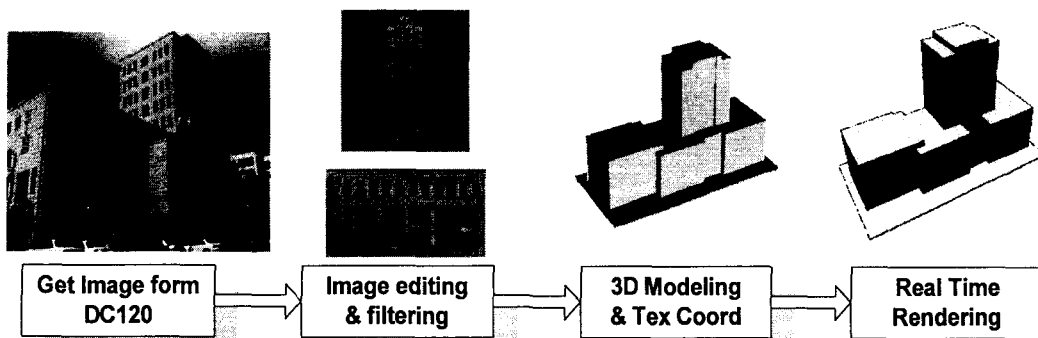 Get Image form
DC120
Image editing
& filtering
3D Modeling
& Tex Coord
Real Time
Rendering